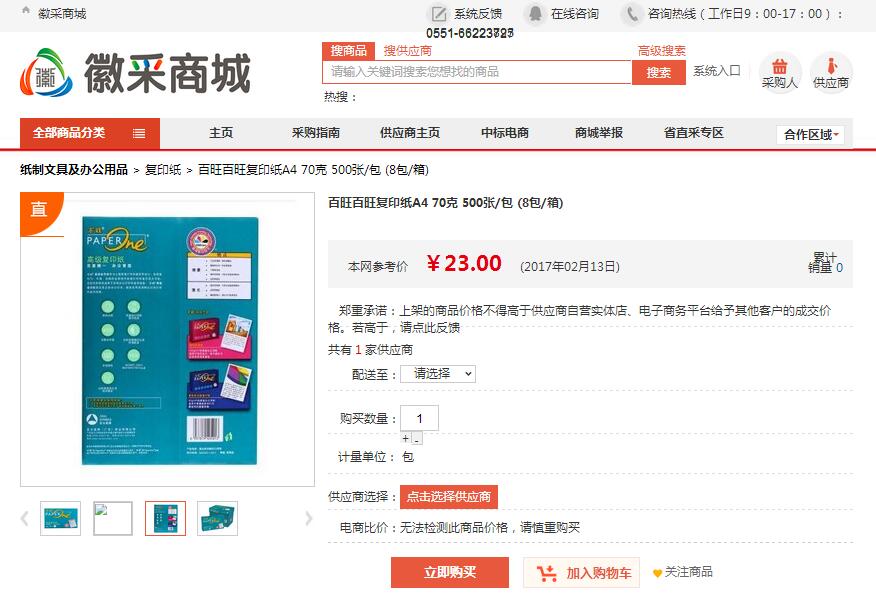 徽采商城
系统反馈 在线咨询 咨询热线（工作日9：00-17：00）：
徽采商城
搜商品 搜供应商 高级搜索
请输入关键词搜索您想找的商品 搜索 系统入口 采购人 供应商
热搜：
全部商品分类 主页 采购指南 供应商主页 中标电商 商城举报 省直采专区 合作区域
纸制文具及办公用品 > 复印纸 > 百旺百旺复印纸A4 70克 500张/包 (8包/箱)
直
PAPER One
高级复印纸
百旺百旺复印纸A4 70克 500张/包 (8包/箱)
本网参考价 ￥23.00 (2017年02月13日)
累计
销量 0
郑重承诺：上架的商品价格不得高于供应商自营实体店、电子商务平台给予其他客户的成交价
格。若高于，请点此反馈
共有 1 家供应商
配送至： 请选择
购买数量： 1
+ -
计量单位： 包
供应商选择： 点击选择供应商
电商比价：无法检测此商品价格，请慎重购买
立即购买 加入购物车 关注商品